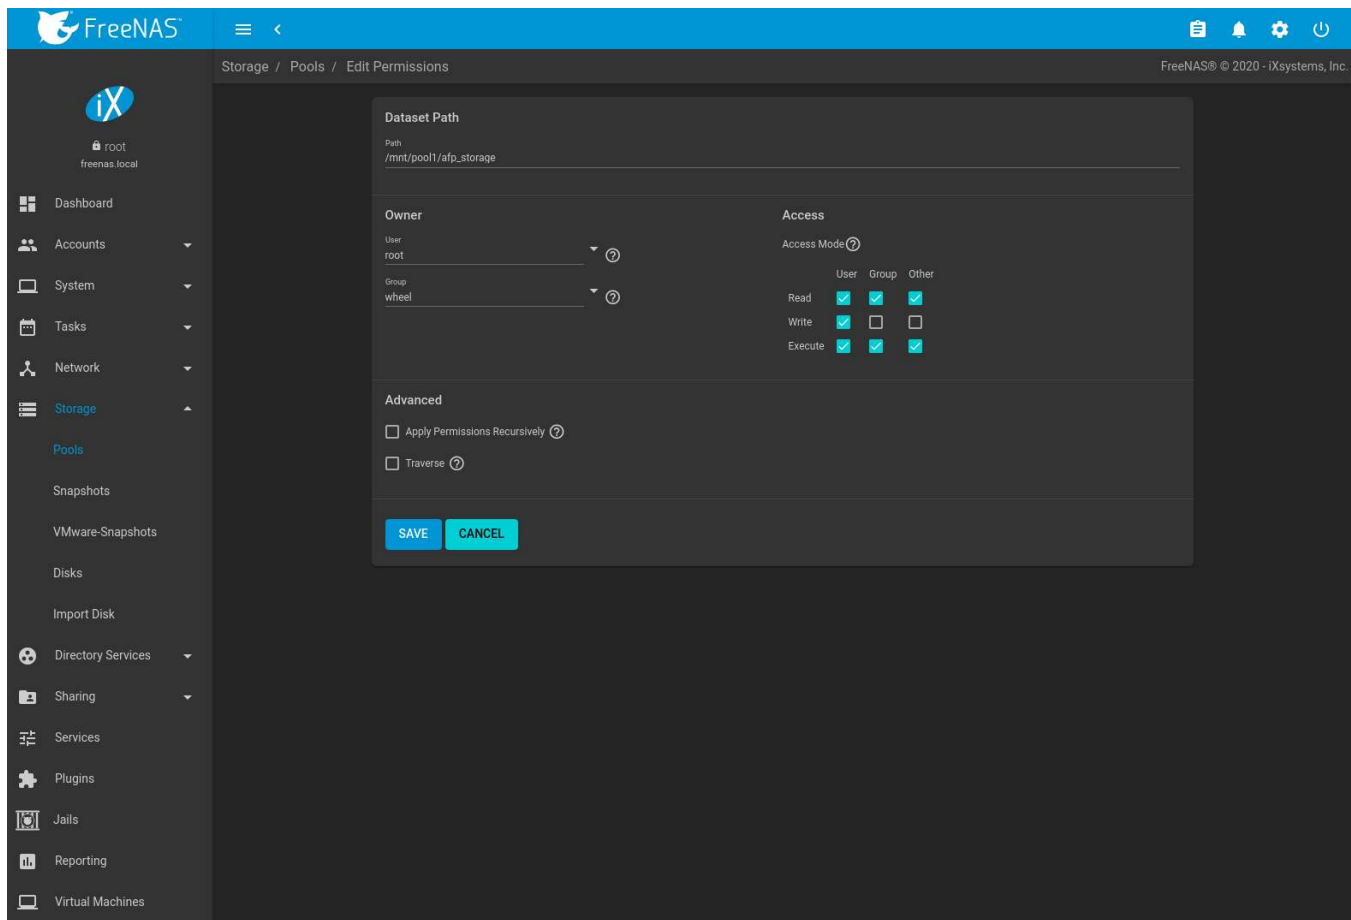 FreeNAS
Storage / Pools / Edit Permissions
FreeNAS® © 2020 - iXsystems, Inc.
iX
root
freenas.local
Dashboard
Accounts
System
Tasks
Network
Storage
Pools
Snapshots
VMware-Snapshots
Disks
Import Disk
Directory Services
Sharing
Services
Plugins
Jails
Reporting
Virtual Machines
Dataset Path
Path
/mnt/pool1/afp_storage
Owner
User
root
Group
wheel
Access
Access Mode
User Group Other
Read
Write
Execute
Advanced
Apply Permissions Recursively
Traverse
SAVE CANCEL